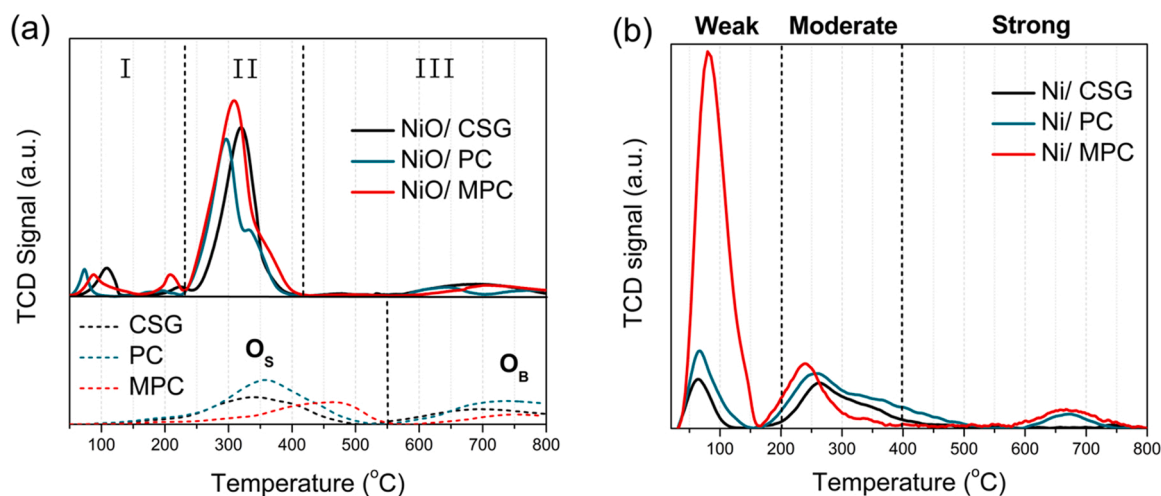 (a)
I II III
NiO/ CSG
NiO/ PC
NiO/ MPC
TCD Signal (a.u.)
CSG
PC
MPC
O_S
O_B
100 200 300 400 500 600 700 800
Temperature (°C)
(b)
Weak Moderate Strong
Ni/ CSG
Ni/ PC
Ni/ MPC
TCD signal (a.u.)
100 200 300 400 500 600 700 800
Temperature (°C)